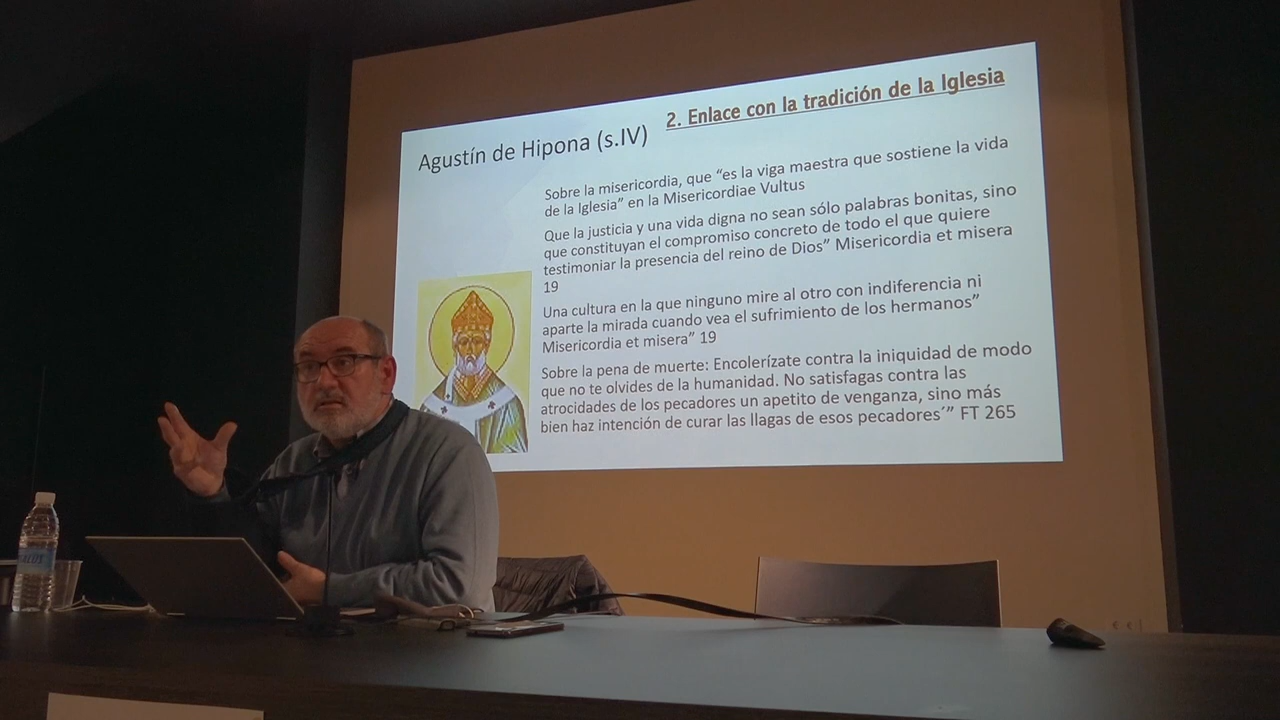 2. Enlace con la tradición de la Iglesia
Agustín de Hipona (s.IV)
Sobre la misericordia, que “es la viga maestra que sostiene la vida
de la Iglesia” en la Misericordiae Vultus
Que la justicia y una vida digna no sean sólo palabras bonitas, sino
que constituyan el compromiso concreto de todo el que quiere
testimoniar la presencia del reino de Dios” Misericordia et misera
19
Una cultura en la que ninguno mire al otro con indiferencia ni
aparte la mirada cuando vea el sufrimiento de los hermanos”
Misericordia et misera” 19
Sobre la pena de muerte: Encolerízate contra la iniquidad de modo
que no te olvides de la humanidad. No satisfagas contra las
atrocidades de los pecadores un apetito de venganza, sino más
bien haz intención de curar las llagas de esos pecadores´” FT 265